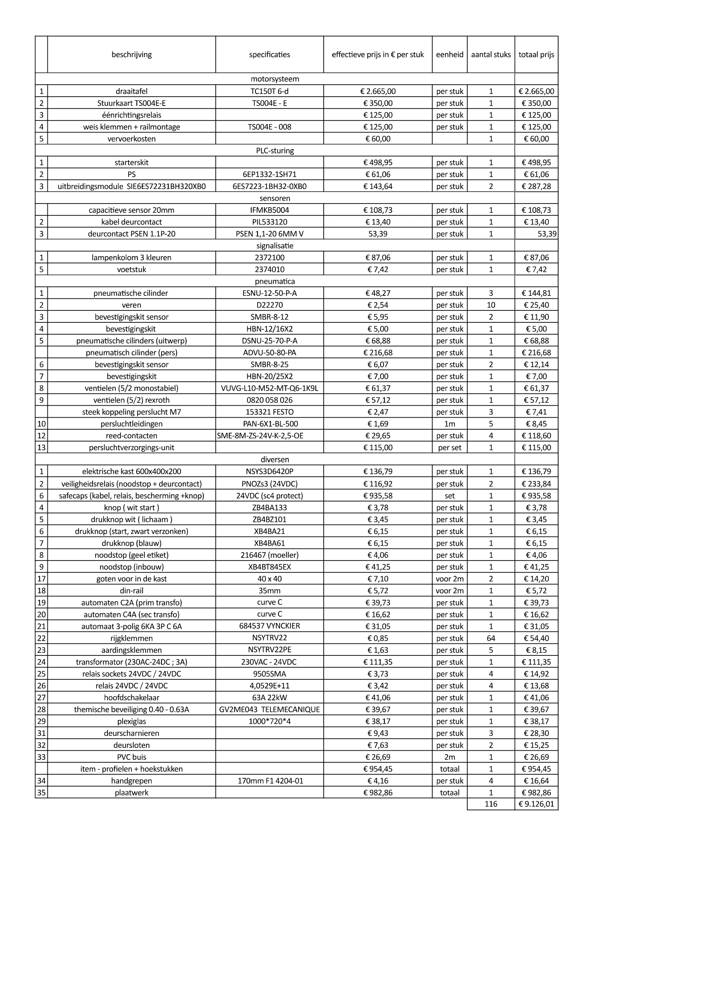 beschrijving specificaties effectieve prijs in € per stuk eenheid aantal stuks totaal prijs
motorsysteem
1 draaitafel TC150T 6-d € 2.665,00 per stuk 1 € 2.665,00
2 Stuurkaart TS004E-E TS004E - E € 350,00 per stuk 1 € 350,00
3 éénrichtingsrelais € 125,00 per stuk 1 € 125,00
4 weis klemmen + railmontage TS004E - 008 € 125,00 per stuk 1 € 125,00
5 vervoerkosten € 60,00 1 € 60,00
PLC-sturing
1 starterskit € 498,95 per stuk 1 € 498,95
2 PS 6EP1332-1SH71 € 61,06 per stuk 1 € 61,06
3 uitbreidingsmodule SIE6ES72231BH320XB0 6ES7223-1BH32-0XB0 € 143,64 per stuk 2 € 287,28
sensoren
capacitieve sensor 20mm IFMKB5004 € 108,73 per stuk 1 € 108,73
2 kabel deurcontact PIL533120 € 13,40 per stuk 1 € 13,40
3 deurcontact PSEN 1.1P-20 PSEN 1,1-20 6MM V 53,39 per stuk 1 53,39
signalisatie
1 lampenkolom 3 kleuren 2372100 € 87,06 per stuk 1 € 87,06
5 voetstuk 2374010 € 7,42 per stuk 1 € 7,42
pneumatica
1 pneumatische cilinder ESNU-12-50-P-A € 48,27 per stuk 3 € 144,81
2 veren D22270 € 2,54 per stuk 10 € 25,40
3 bevestigingskit sensor SMBR-8-12 € 5,95 per stuk 2 € 11,90
4 bevestigingskit HBN-12/16X2 € 5,00 per stuk 1 € 5,00
5 pneumatische cilinders (uitwerp) DSNU-25-70-P-A € 68,88 per stuk 1 € 68,88
pneumatisch cilinder (pers) ADVU-50-80-PA € 216,68 per stuk 1 € 216,68
6 bevestigingskit sensor SMBR-8-25 € 6,07 per stuk 2 € 12,14
7 bevestigingskit HBN-20/25X2 € 7,00 per stuk 1 € 7,00
8 ventielen (5/2 monostabiel) VUVG-L10-M52-MT-Q6-1K9L € 61,37 per stuk 1 € 61,37
9 ventielen (5/2) rexroth 0820 058 026 € 57,12 per stuk 1 € 57,12
steek koppeling perslucht M7 153321 FESTO € 2,47 per stuk 3 € 7,41
10 persluchtleidingen PAN-6X1-BL-500 € 1,69 1m 5 € 8,45
12 reed-contacten SME-8M-ZS-24V-K-2,5-OE € 29,65 per stuk 4 € 118,60
13 persluchtverzorgings-unit € 115,00 per set 1 € 115,00
diversen
1 elektrische kast 600x400x200 NSYS3D6420P € 136,79 per stuk 1 € 136,79
2 veiligheidsrelais (noodstop + deurcontact) PNOZs3 (24VDC) € 116,92 per stuk 2 € 233,84
6 safecaps (kabel, relais, bescherming +knop) 24VDC (sc4 protect) € 935,58 set 1 € 935,58
4 knop ( wit start ) ZB4BA133 € 3,78 per stuk 1 € 3,78
5 drukknop wit ( lichaam ) ZB4BZ101 € 3,45 per stuk 1 € 3,45
6 drukknop (start, zwart verzonken) XB4BA21 € 6,15 per stuk 1 € 6,15
7 drukknop (blauw) XB4BA61 € 6,15 per stuk 1 € 6,15
8 noodstop (geel etiket) 216467 (moeller) € 4,06 per stuk 1 € 4,06
9 noodstop (inbouw) XB4BT845EX € 41,25 per stuk 1 € 41,25
17 goten voor in de kast 40 x 40 € 7,10 voor 2m 2 € 14,20
18 din-rail 35mm € 5,72 voor 2m 1 € 5,72
19 automaten C2A (prim transfo) curve C € 39,73 per stuk 1 € 39,73
20 automaten C4A (sec transfo) curve C € 16,62 per stuk 1 € 16,62
21 automaat 3-polig 6KA 3P C 6A 684537 VYNCKIER € 31,05 per stuk 1 € 31,05
22 rijgklemmen NSYTRV22 € 0,85 per stuk 64 € 54,40
23 aardingsklemmen NSYTRV22PE € 1,63 per stuk 5 € 8,15
24 transformator (230AC-24DC ; 3A) 230VAC - 24VDC € 111,35 per stuk 1 € 111,35
25 relais sockets 24VDC / 24VDC 9505SMA € 3,73 per stuk 4 € 14,92
26 relais 24VDC / 24VDC 4,0529E+11 € 3,42 per stuk 4 € 13,68
27 hoofdschakelaar 63A 22kW € 41,06 per stuk 1 € 41,06
28 themische beveiliging 0.40 - 0.63A GV2ME043 TELEMECANIQUE € 39,67 per stuk 1 € 39,67
29 plexiglas 1000*720*4 € 38,17 per stuk 1 € 38,17
31 deurscharnieren € 9,43 per stuk 3 € 28,30
32 deursloten € 7,63 per stuk 2 € 15,25
33 PVC buis € 26,69 2m 1 € 26,69
item - profielen + hoekstukken € 954,45 totaal 1 € 954,45
34 handgrepen 170mm F1 4204-01 € 4,16 per stuk 4 € 16,64
35 plaatwerk € 982,86 totaal 1 € 982,86
116 € 9.126,01